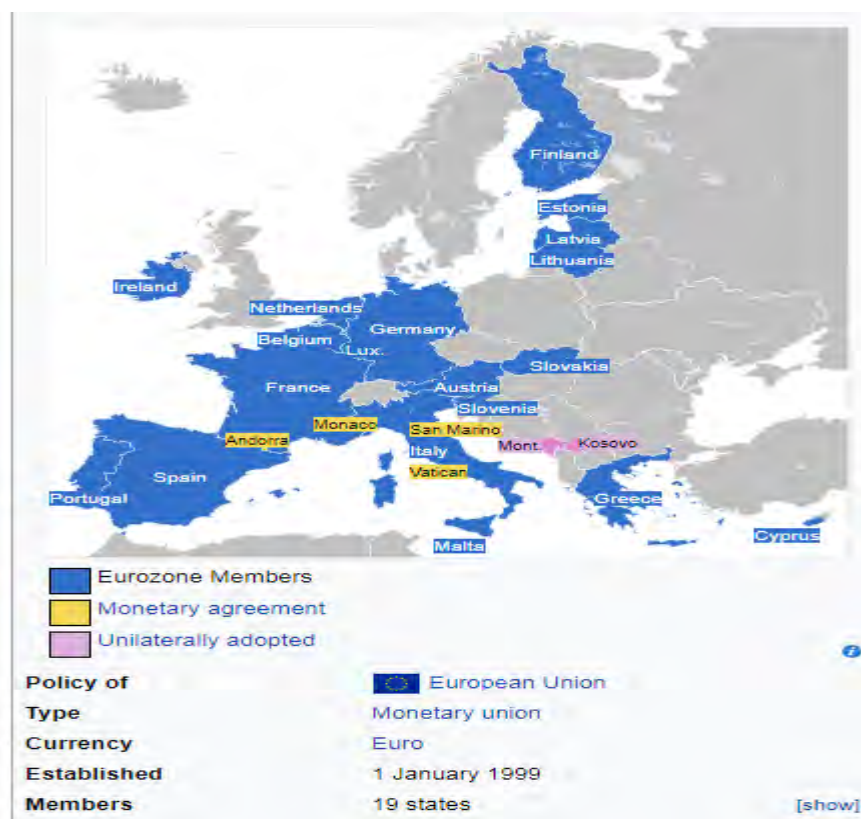 Finland
Estonia
Latvia
Lithuania
Ireland
Netherlands
Germany
Belgium
Lux.
Slovakia
France
Austria
Slovenia
Monaco
San Marino
Andorra
Mont.
Kosovo
Italy
Vatican
Spain
Portugal
Greece
Cyprus
Malta
Eurozone Members
Monetary agreement
Unilaterally adopted
i
Policy of European Union
Type Monetary union
Currency Euro
Established 1 January 1999
Members 19 states [show]